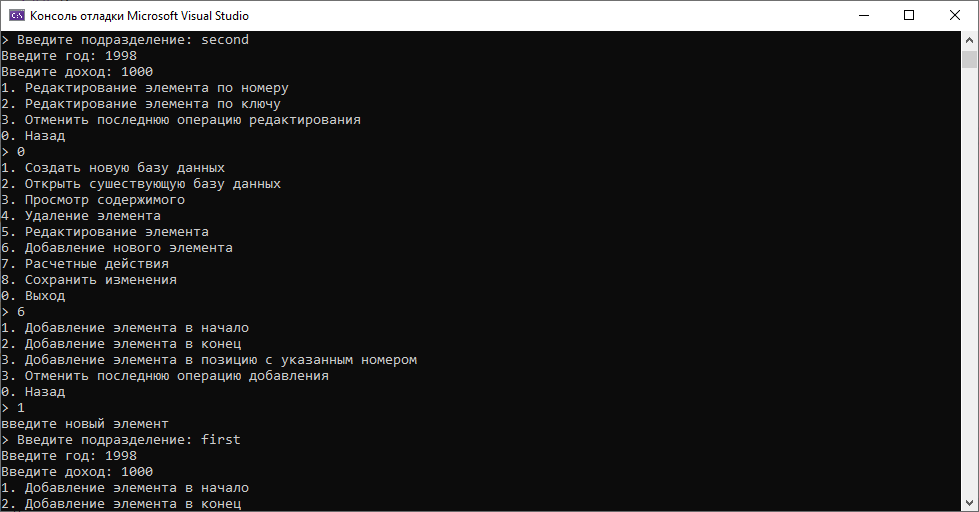 Консоль отладки Microsoft Visual Studio
> Введите подразделение: second
Введите год: 1998
Введите доход: 1000
1. Редактирование элемента по номеру
2. Редактирование элемента по ключу
3. Отменить последнюю операцию редактирования
0. Назад
> 0
1. Создать новую базу данных
2. Открыть сушествующую базу данных
3. Просмотр содержимого
4. Удаление элемента
5. Редактирование элемента
6. Добавление нового элемента
7. Расчетные действия
8. Сохранить изменения
0. Выход
> 6
1. Добавление элемента в начало
2. Добавление элемента в конец
3. Добавление элемента в позицию с указанным номером
3. Отменить последнюю операцию добавления
0. Назад
> 1
введите новый элемент
> Введите подразделение: first
Введите год: 1998
Введите доход: 1000
1. Добавление элемента в начало
2. Добавление элемента в конец